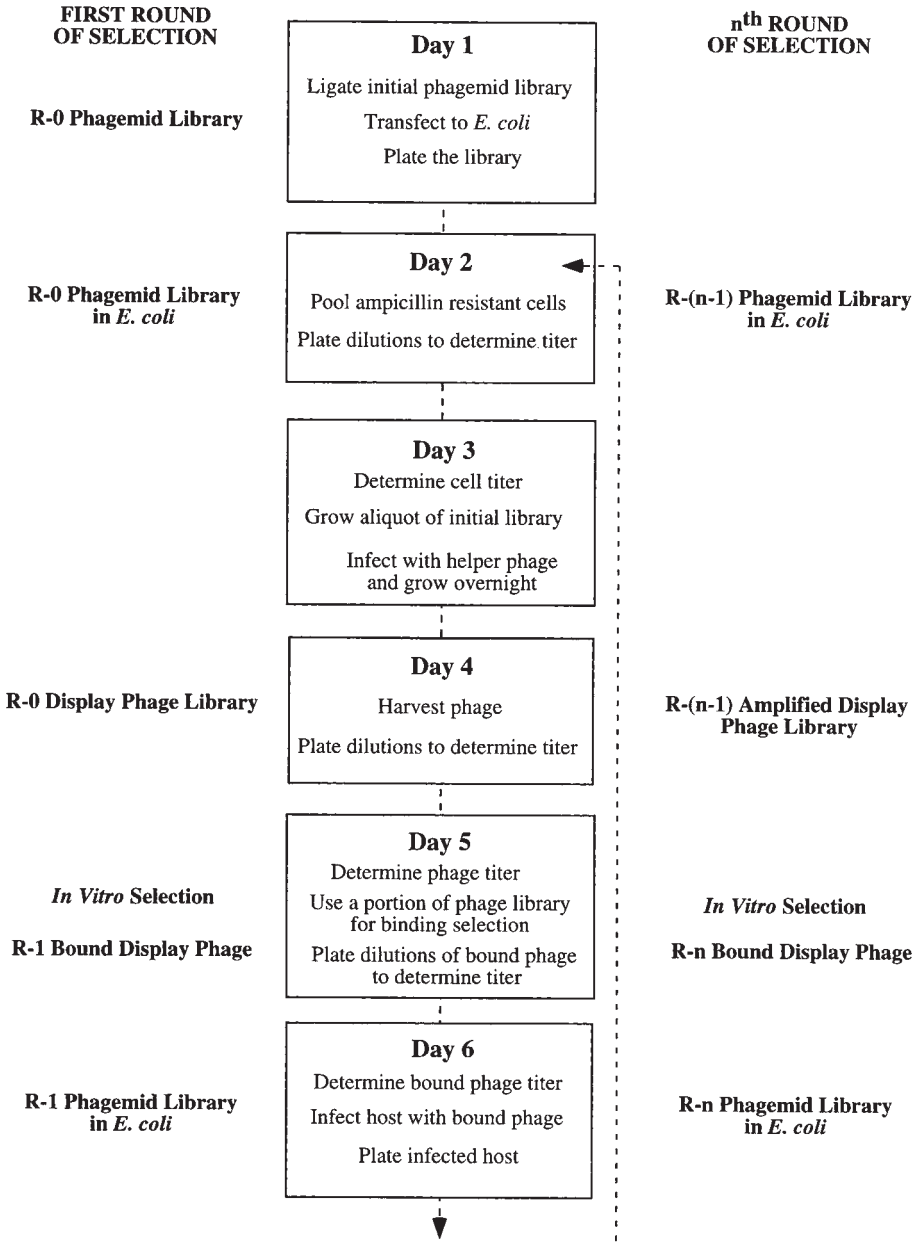 FIRST ROUND
OF SELECTION
nth ROUND
OF SELECTION
Day 1
Ligate initial phagemid library
R-0 Phagemid Library
Transfect to E. coli
Plate the library
Day 2
R-0 Phagemid Library
in E. coli
Pool ampicillin resistant cells
R-(n-1) Phagemid Library
in E. coli
Plate dilutions to determine titer
Day 3
Determine cell titer
Grow aliquot of initial library
Infect with helper phage
and grow overnight
Day 4
R-0 Display Phage Library
Harvest phage
R-(n-1) Amplified Display
Phage Library
Plate dilutions to determine titer
Day 5
Determine phage titer
In Vitro Selection
Use a portion of phage library
for binding selection
In Vitro Selection
R-1 Bound Display Phage
Plate dilutions of bound phage
to determine titer
R-n Bound Display Phage
Day 6
Determine bound phage titer
R-1 Phagemid Library
in E. coli
Infect host with bound phage
R-n Phagemid Library
in E. coli
Plate infected host